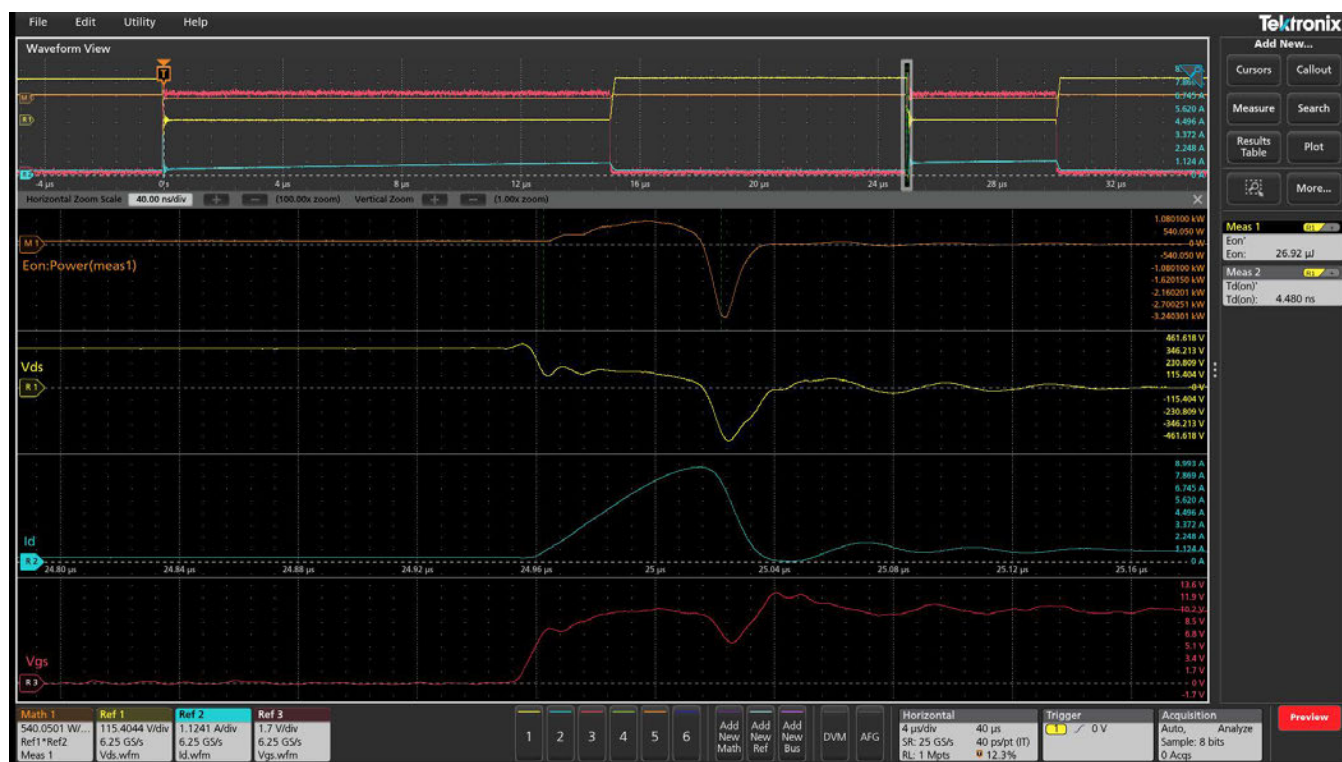 File Edit Utility Help
Tektronix
Waveform View
Add New...
Cursors Callout
Measure Search
Results Table Plot
More...
T
M 1
R 1
6.745 A
5.620 A
4.496 A
3.372 A
2.248 A
1.124 A
0 A
-4 µs 0 s 4 µs 8 µs 12 µs 16 µs 20 µs 24 µs 28 µs 32 µs
Horizontal Zoom Scale 40.00 ns/div + - (100.00x zoom) Vertical Zoom + - (1.00x zoom)
M 1
Eon:Power(meas1)
1.080100 kW
540.050 W
0 W
-540.050 W
-1.080100 kW
-1.620150 kW
-2.160201 kW
-2.700251 kW
-3.240301 kW
Meas 1 R1
Eon'
Eon: 26.92 µJ
Meas 2 R1
Td(on)'
Td(on): 4.480 ns
Vds
R 1
461.618 V
346.213 V
230.809 V
115.404 V
0 V
-115.404 V
-230.809 V
-346.213 V
-461.618 V
Id
R 2
8.993 A
7.869 A
6.745 A
5.620 A
4.496 A
3.372 A
2.248 A
1.124 A
0 A
24.80 µs 24.84 µs 24.88 µs 24.92 µs 24.96 µs 25 µs 25.04 µs 25.08 µs 25.12 µs 25.16 µs
Vgs
R 3
13.6 V
11.9 V
10.2 V
8.5 V
6.8 V
5.1 V
3.4 V
1.7 V
0 V
-1.7 V
Math 1
540.0501 W/...
Ref1*Ref2
Meas 1
Ref 1
115.4044 V/div
6.25 GS/s
Vds.wfm
Ref 2
1.1241 A/div
6.25 GS/s
Id.wfm
Ref 3
1.7 V/div
6.25 GS/s
Vgs.wfm
1 2 3 4 5 6
Add New Math
Add New Ref
Add New Bus
DVM AFG
Horizontal
4 µs/div 40 µs
SR: 25 GS/s 40 ps/pt (IT)
RL: 1 Mpts 12.3%
Trigger
1 0 V
Acquisition
Auto, Analyze
Sample: 8 bits
0 Acqs
Preview